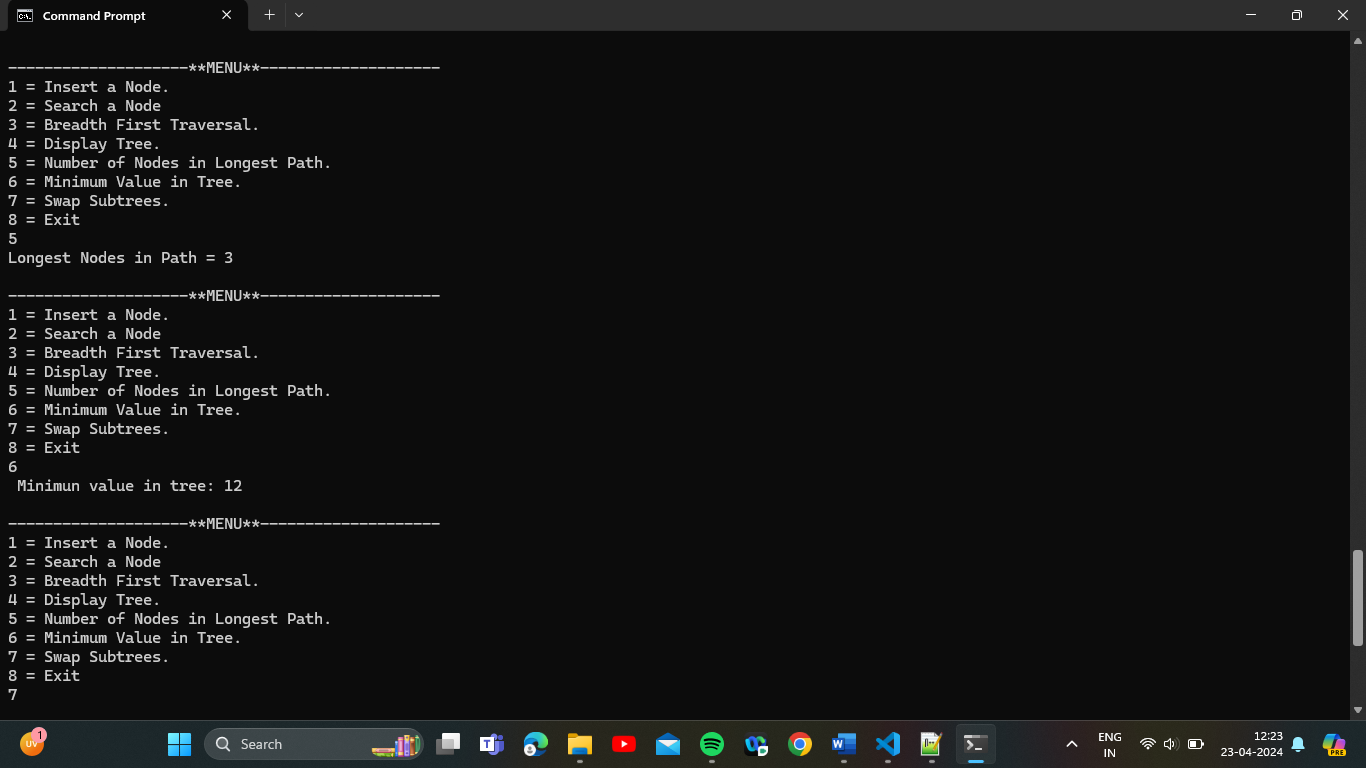 Command Prompt
--------------------**MENU**--------------------
1 = Insert a Node.
2 = Search a Node
3 = Breadth First Traversal.
4 = Display Tree.
5 = Number of Nodes in Longest Path.
6 = Minimum Value in Tree.
7 = Swap Subtrees.
8 = Exit
5
Longest Nodes in Path = 3
--------------------**MENU**--------------------
1 = Insert a Node.
2 = Search a Node
3 = Breadth First Traversal.
4 = Display Tree.
5 = Number of Nodes in Longest Path.
6 = Minimum Value in Tree.
7 = Swap Subtrees.
8 = Exit
6
 Minimun value in tree: 12
--------------------**MENU**--------------------
1 = Insert a Node.
2 = Search a Node
3 = Breadth First Traversal.
4 = Display Tree.
5 = Number of Nodes in Longest Path.
6 = Minimum Value in Tree.
7 = Swap Subtrees.
8 = Exit
7
UV 1
Search
ENG
IN
12:23
23-04-2024
PRE